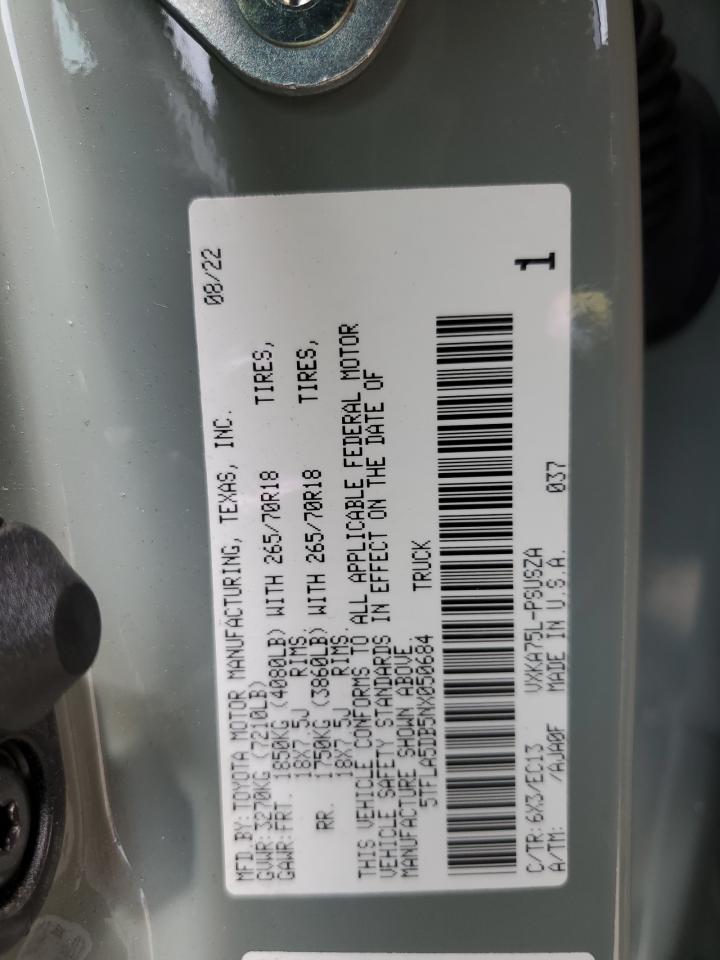 MFD. BY: TOYOTA MOTOR MANUFACTURING, TEXAS, INC. 08/22
GVWR: 3270KG (7210LB)
GAWR: FRT. 1850KG (4080LB) WITH 265/70R18 TIRES,
18X7.5J RIMS.
RR. 1750KG (3860LB) WITH 265/70R18 TIRES,
18X7.5J RIMS.
THIS VEHICLE CONFORMS TO ALL APPLICABLE FEDERAL MOTOR
VEHICLE SAFETY STANDARDS IN EFFECT ON THE DATE OF
MANUFACTURE SHOWN ABOVE.
5TFLA5DB5NX050684 TRUCK
C/TR: 6X3/EC13 VXKA75L-PSUSZA
A/TM: /AJA0F MADE IN U.S.A. 037
1